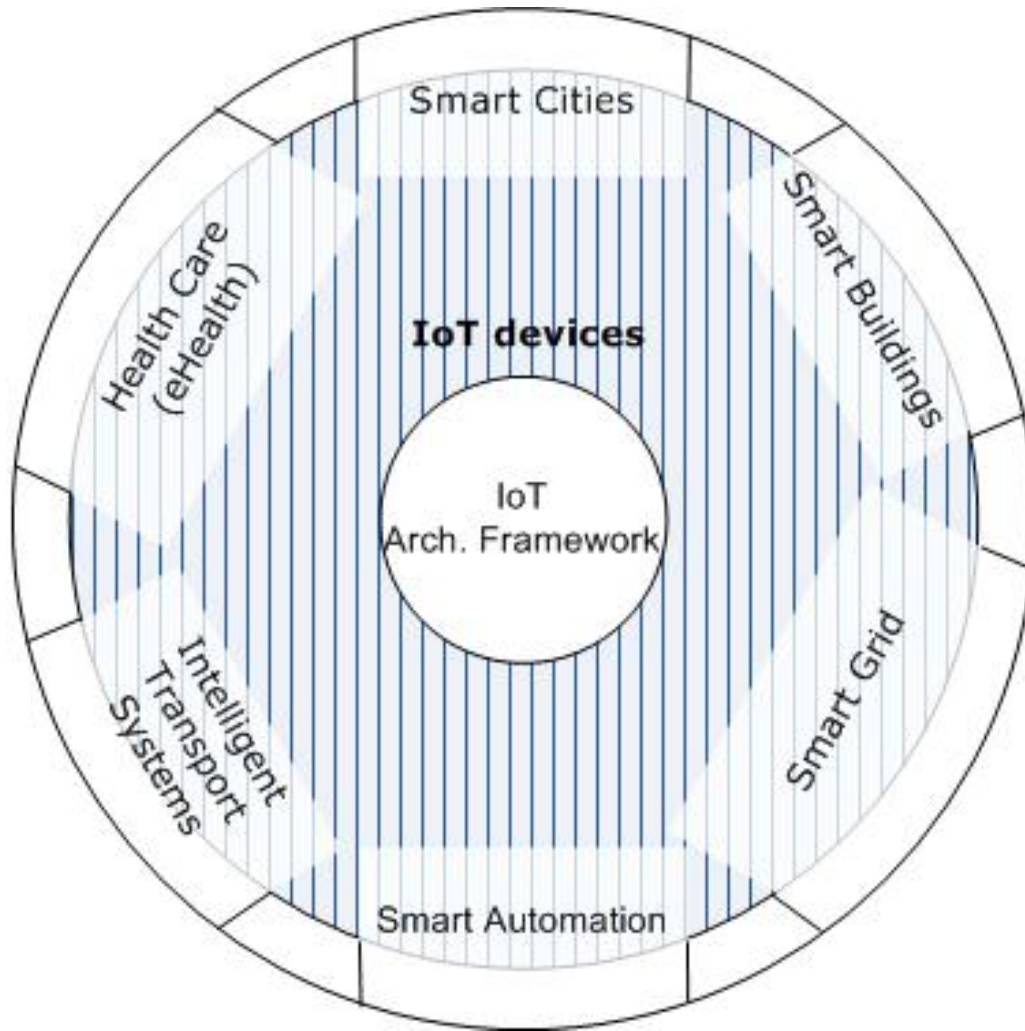 Smart Cities
Health Care
(eHealth)
Smart Buildings
IoT devices
IoT
Arch. Framework
Intelligent
Transport
Systems
Smart Grid
Smart Automation